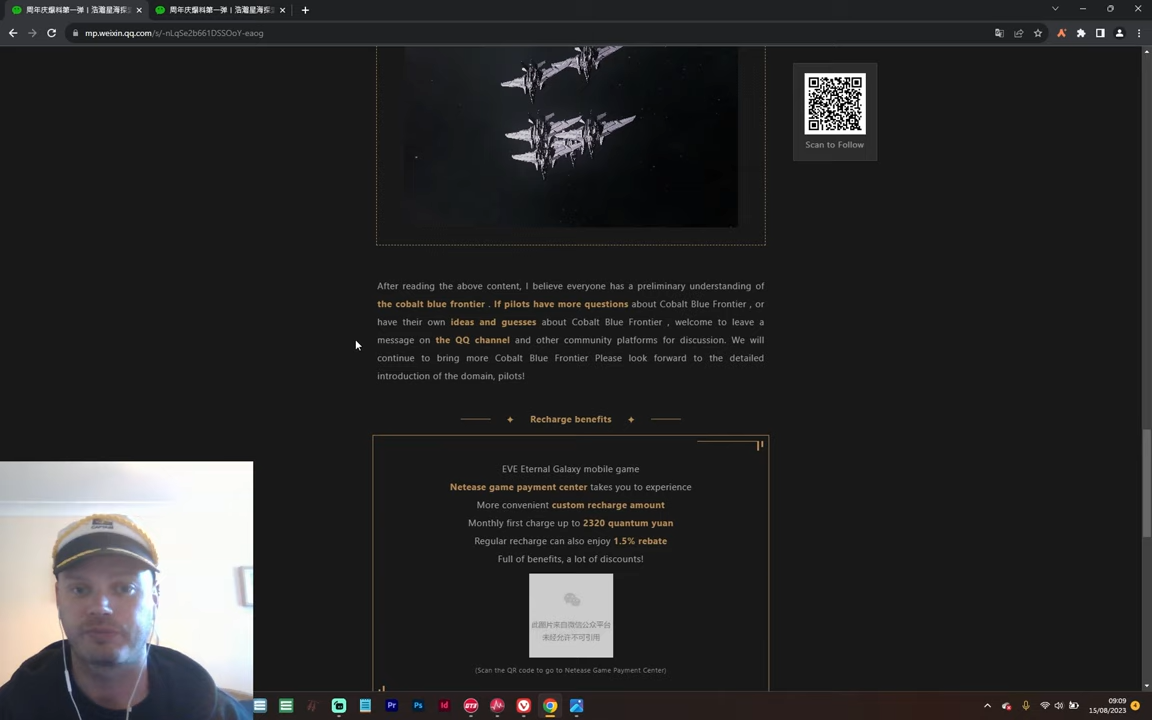 周年庆爆料第一弹 | 浩瀚星海探
周年庆爆料第一弹 | 浩瀚星海探
mp.weixin.qq.com/s/-nLqSe2b661DSSOoY-eaog
Scan to Follow
After reading the above content, I believe everyone has a preliminary understanding of
the cobalt blue frontier . If pilots have more questions about Cobalt Blue Frontier , or
have their own ideas and guesses about Cobalt Blue Frontier , welcome to leave a
message on the QQ channel and other community platforms for discussion. We will
continue to bring more Cobalt Blue Frontier Please look forward to the detailed
introduction of the domain, pilots!
Recharge benefits
EVE Eternal Galaxy mobile game
Netease game payment center takes you to experience
More convenient custom recharge amount
Monthly first charge up to 2320 quantum yuan
Regular recharge can also enjoy 1.5% rebate
Full of benefits, a lot of discounts!
此图片来自微信公众平台
未经允许不可引用
(Scan the QR code to go to Netease Game Payment Center)
Pr
Ps
Id
GTX
09:09
15/08/2023
4